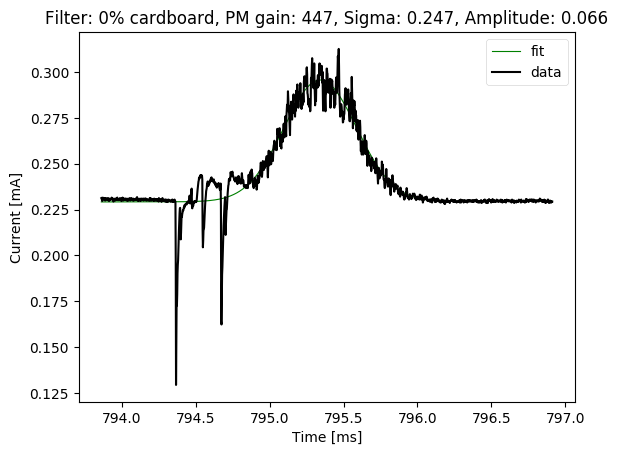 Filter: 0% cardboard, PM gain: 447, Sigma: 0.247, Amplitude: 0.066
fit
data
0.300
0.275
0.250
0.225
0.200
0.175
0.150
0.125
Current [mA]
794.0 794.5 795.0 795.5 796.0 796.5 797.0
Time [ms]